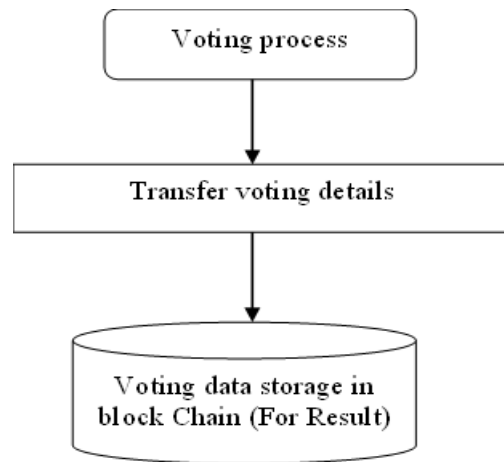 Voting process
Transfer voting details
Voting data storage in
block Chain (For Result)